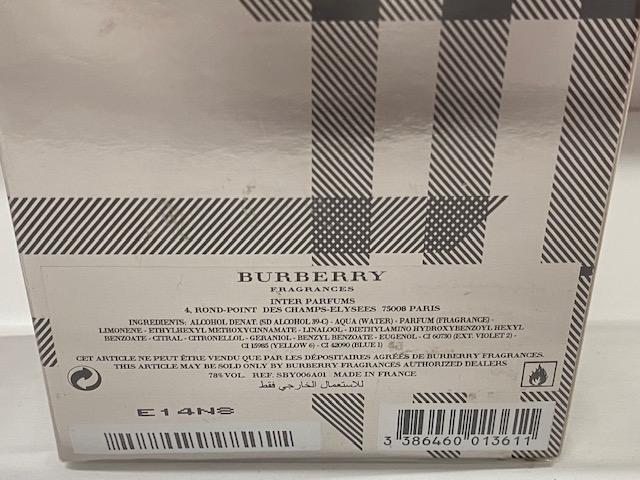 BURBERRY
FRAGRANCES
INTER PARFUMS
4, ROND-POINT DES CHAMPS-ELYSEES 75008 PARIS
INGREDIENTS: ALCOHOL DENAT. (SD ALCOHOL 39-C) - AQUA (WATER) - PARFUM (FRAGRANCE) -
LIMONENE - ETHYLHEXYL METHOXYCINNAMATE - LINALOOL - DIETHYLAMINO HYDROXYBENZOYL HEXYL
BENZOATE - CITRAL - CITRONELLOL - GERANIOL - BENZYL BENZOATE - EUGENOL - CI 60730 (EXT. VIOLET 2) -
CI 15985 (YELLOW 6) - CI 42090 (BLUE 1)
CET ARTICLE NE PEUT ÊTRE VENDU QUE PAR LES DÉPOSITAIRES AGRÉÉS DE BURBERRY FRAGRANCES.
THIS ARTICLE MAY BE SOLD ONLY BY BURBERRY FRAGRANCES AUTHORIZED DEALERS
78% VOL. REF. SBY006A01 MADE IN FRANCE
للاستعمال الخارجي فقط
E14N8
3 386460 013611